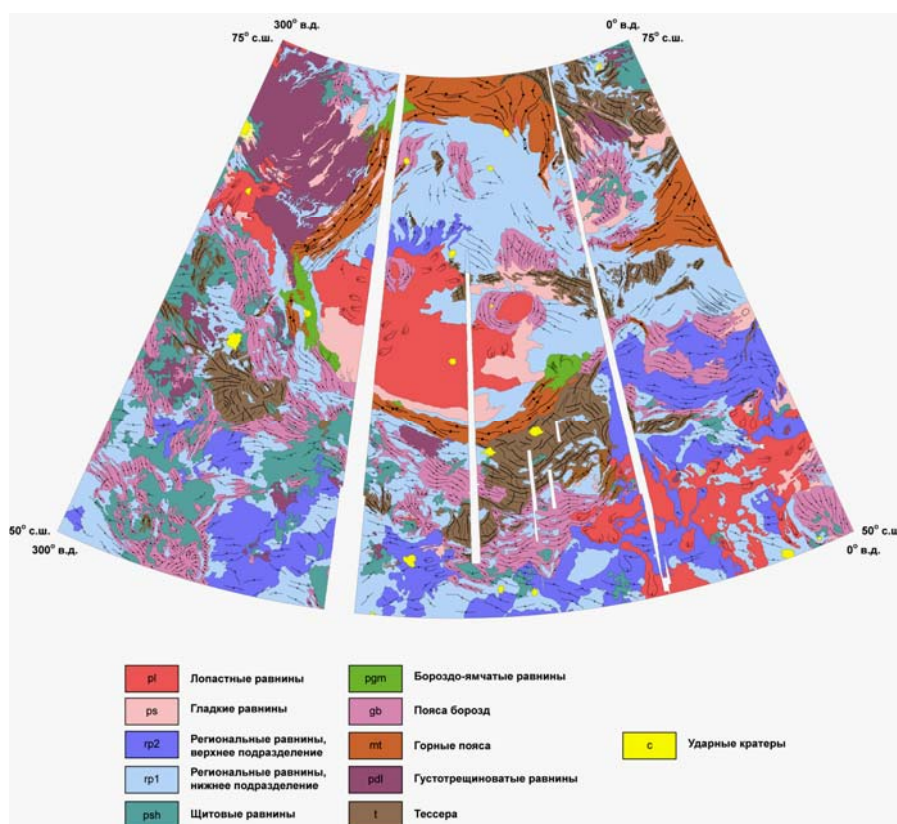 300° в.д.
75° с.ш.
0° в.д.
75° с.ш.
50° с.ш.
300° в.д.
50° с.ш.
0° в.д.
pl Лопастные равнины
ps Гладкие равнины
rp2 Региональные равнины,
верхнее подразделение
rp1 Региональные равнины,
нижнее подразделение
psh Щитовые равнины
pgm Бороздо-ямчатые равнины
gb Пояса борозд
mt Горные пояса
pdl Густотрещиноватые равнины
t Тессера
c Ударные кратеры